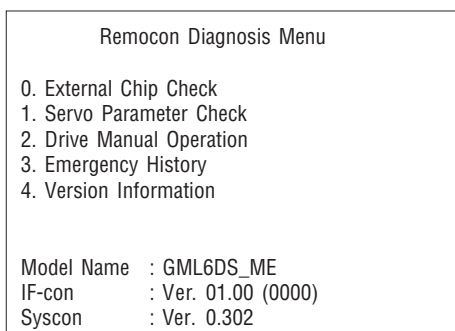 Remocon Diagnosis Menu
0. External Chip Check
1. Servo Parameter Check
2. Drive Manual Operation
3. Emergency History
4. Version Information
Model Name : GML6DS_ME
IF-con : Ver. 01.00 (0000)
Syscon : Ver. 0.302